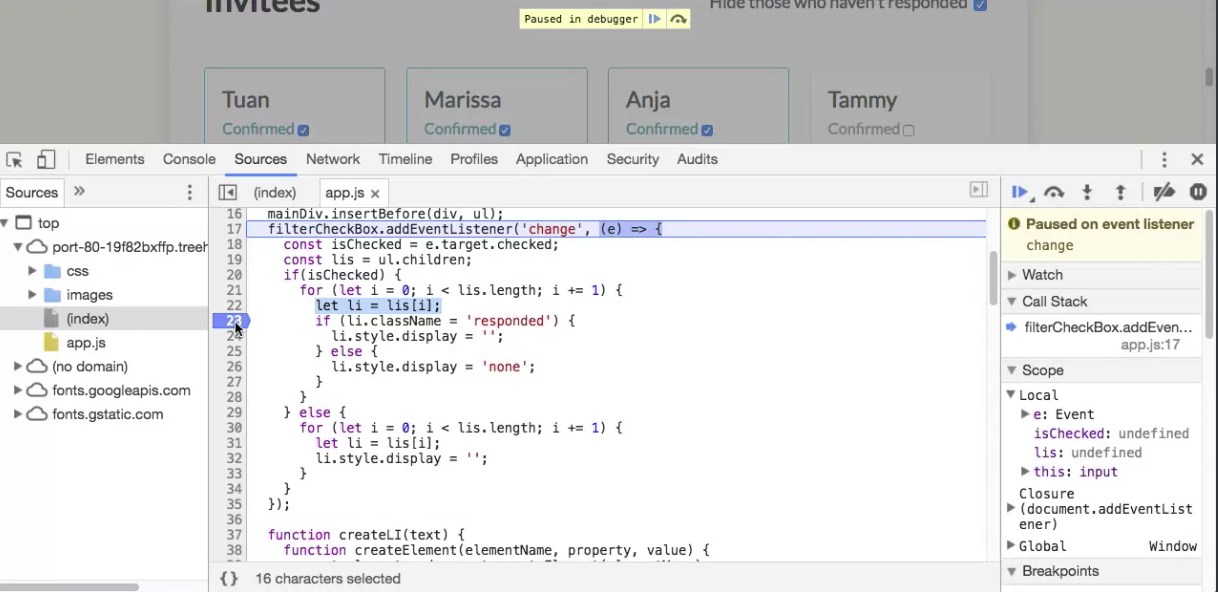 Invitees
Hide those who haven't responded
Paused in debugger
Tuan
Confirmed
Marissa
Confirmed
Anja
Confirmed
Tammy
Confirmed
Elements Console Sources Network Timeline Profiles Application Security Audits
Sources »
(index) app.js ×
top
port-80-19f82bxffp.treeh
css
images
(index)
app.js
(no domain)
fonts.googleapis.com
fonts.gstatic.com
16 mainDiv.insertBefore(div, ul);
17 filterCheckBox.addEventListener('change', (e) => {
18 const isChecked = e.target.checked;
19 const lis = ul.children;
20 if(isChecked) {
21 for (let i = 0; i < lis.length; i += 1) {
22 let li = lis[i];
23 if (li.className = 'responded') {
24 li.style.display = '';
25 } else {
26 li.style.display = 'none';
27 }
28 }
29 } else {
30 for (let i = 0; i < lis.length; i += 1) {
31 let li = lis[i];
32 li.style.display = '';
33 }
34 }
35 });
36
37 function createLI(text) {
38 function createElement(elementName, property, value) {
{} 16 characters selected
Paused on event listener
change
Watch
Call Stack
filterCheckBox.addEven...
app.js:17
Scope
Local
e: Event
isChecked: undefined
lis: undefined
this: input
Closure
(document.addEventList
ener)
Global Window
Breakpoints